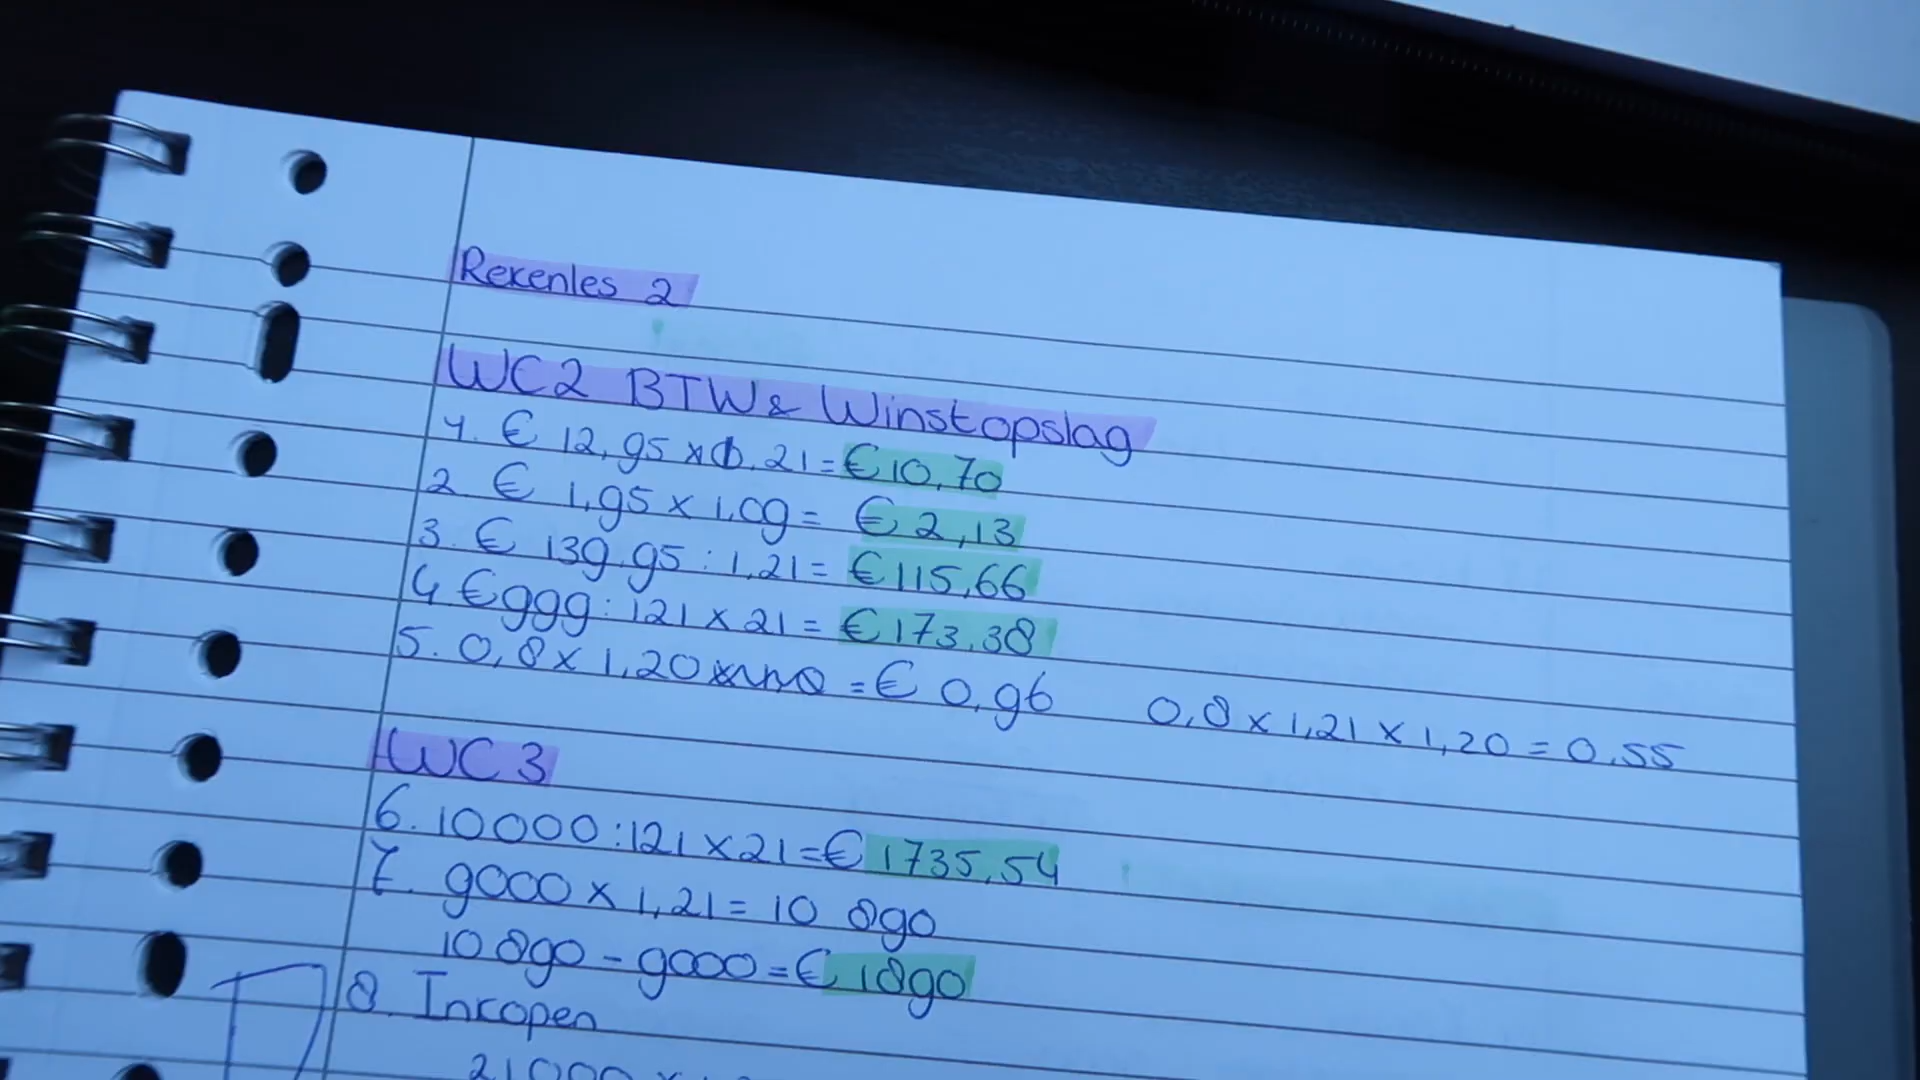 Rekenles 2
WC2 BTW & Winstopslag
1. € 12,95 x 1.21 = € 10,70
2. € 1,95 x 1,09 = € 2,13
3. € 139,95 : 1,21 = € 115,66
4 € 999 : 121 x 21 = € 173,38
5. 0,8 x 1,20 = € 0,96 0,8 x 1,21 x 1,20 = 0,55
WC3
6. 10000 : 121 x 21 = € 1735,54
7. 9000 x 1,21 = 10 890
10 890 - 9000 = € 1890
8. Inkopen
21000 x